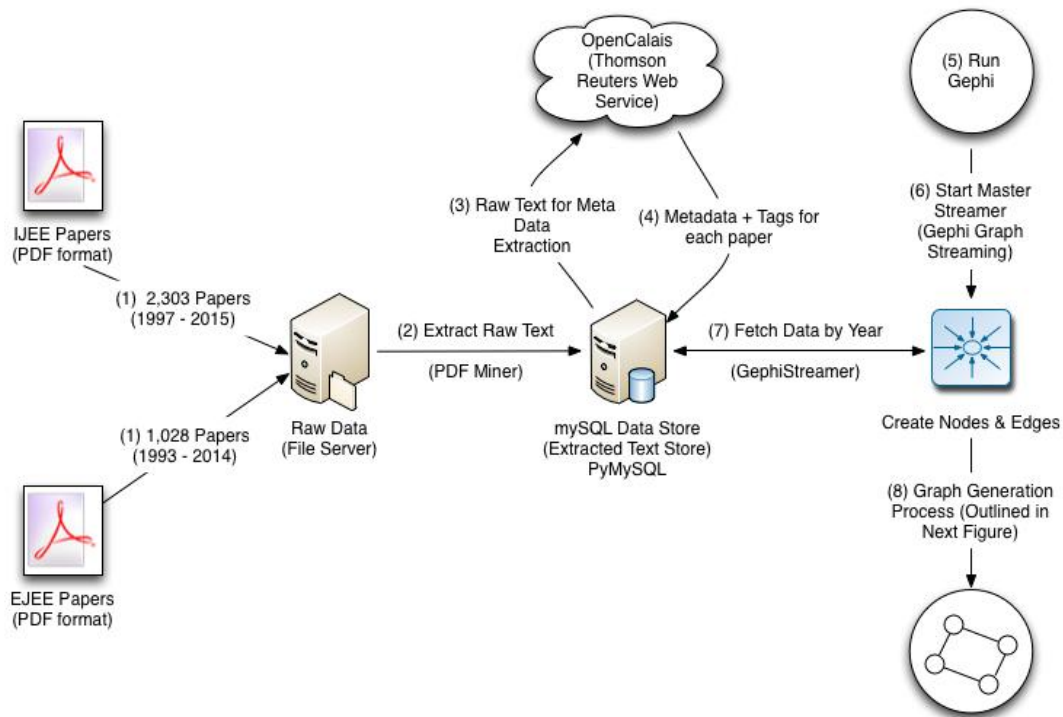 OpenCalais
(Thomson
Reuters Web
Service)
(5) Run
Gephi
IJEE Papers
(PDF format)
(3) Raw Text for Meta
Data
Extraction
(4) Metadata + Tags for
each paper
(6) Start Master
Streamer
(Gephi Graph
Streaming)
(1) 2,303 Papers
(1997 - 2015)
(2) Extract Raw Text
(PDF Miner)
(7) Fetch Data by Year
(GephiStreamer)
(1) 1,028 Papers
(1993 - 2014)
Raw Data
(File Server)
mySQL Data Store
(Extracted Text Store)
PyMySQL
Create Nodes & Edges
(8) Graph Generation
Process (Outlined in
Next Figure)
EJEE Papers
(PDF format)